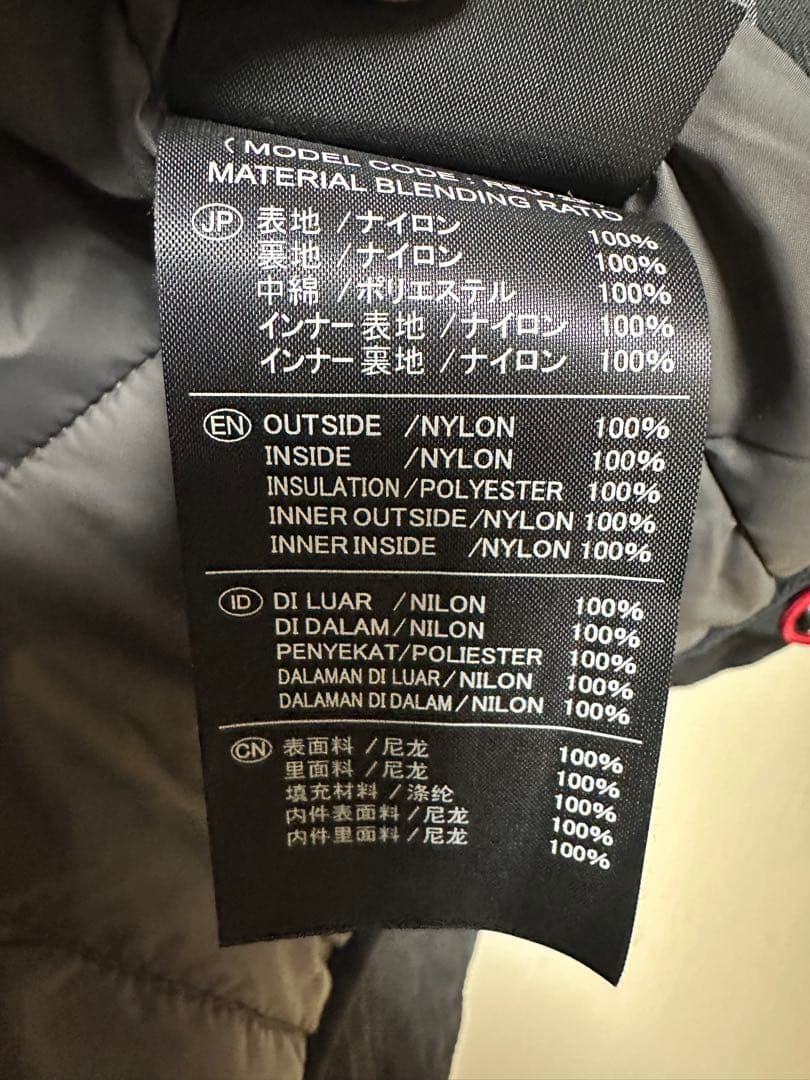 ( MODEL CODE :
MATERIAL BLENDING RATIO
JP 表地 /ナイロン 100%
裏地 /ナイロン 100%
中綿 /ポリエステル 100%
インナー表地 /ナイロン 100%
インナー裏地 /ナイロン 100%
EN OUTSIDE /NYLON 100%
INSIDE /NYLON 100%
INSULATION/POLYESTER 100%
INNER OUTSIDE/NYLON 100%
INNER INSIDE /NYLON 100%
ID DI LUAR /NILON 100%
DI DALAM/NILON 100%
PENYEKAT/POLIESTER 100%
DALAMAN DI LUAR/NILON 100%
DALAMAN DI DALAM/NILON 100%
CN 表面料/尼龙 100%
里面料/尼龙 100%
填充材料/涤纶 100%
内件表面料/尼龙 100%
内件里面料/尼龙 100%